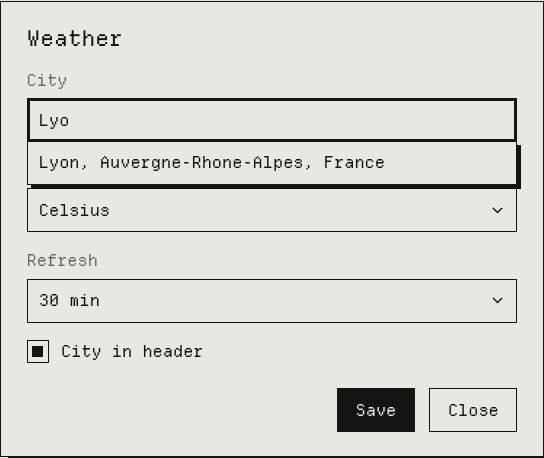 Weather
City
Lyo
Lyon, Auvergne-Rhone-Alpes, France
Celsius
Refresh
30 min
City in header
Save Close